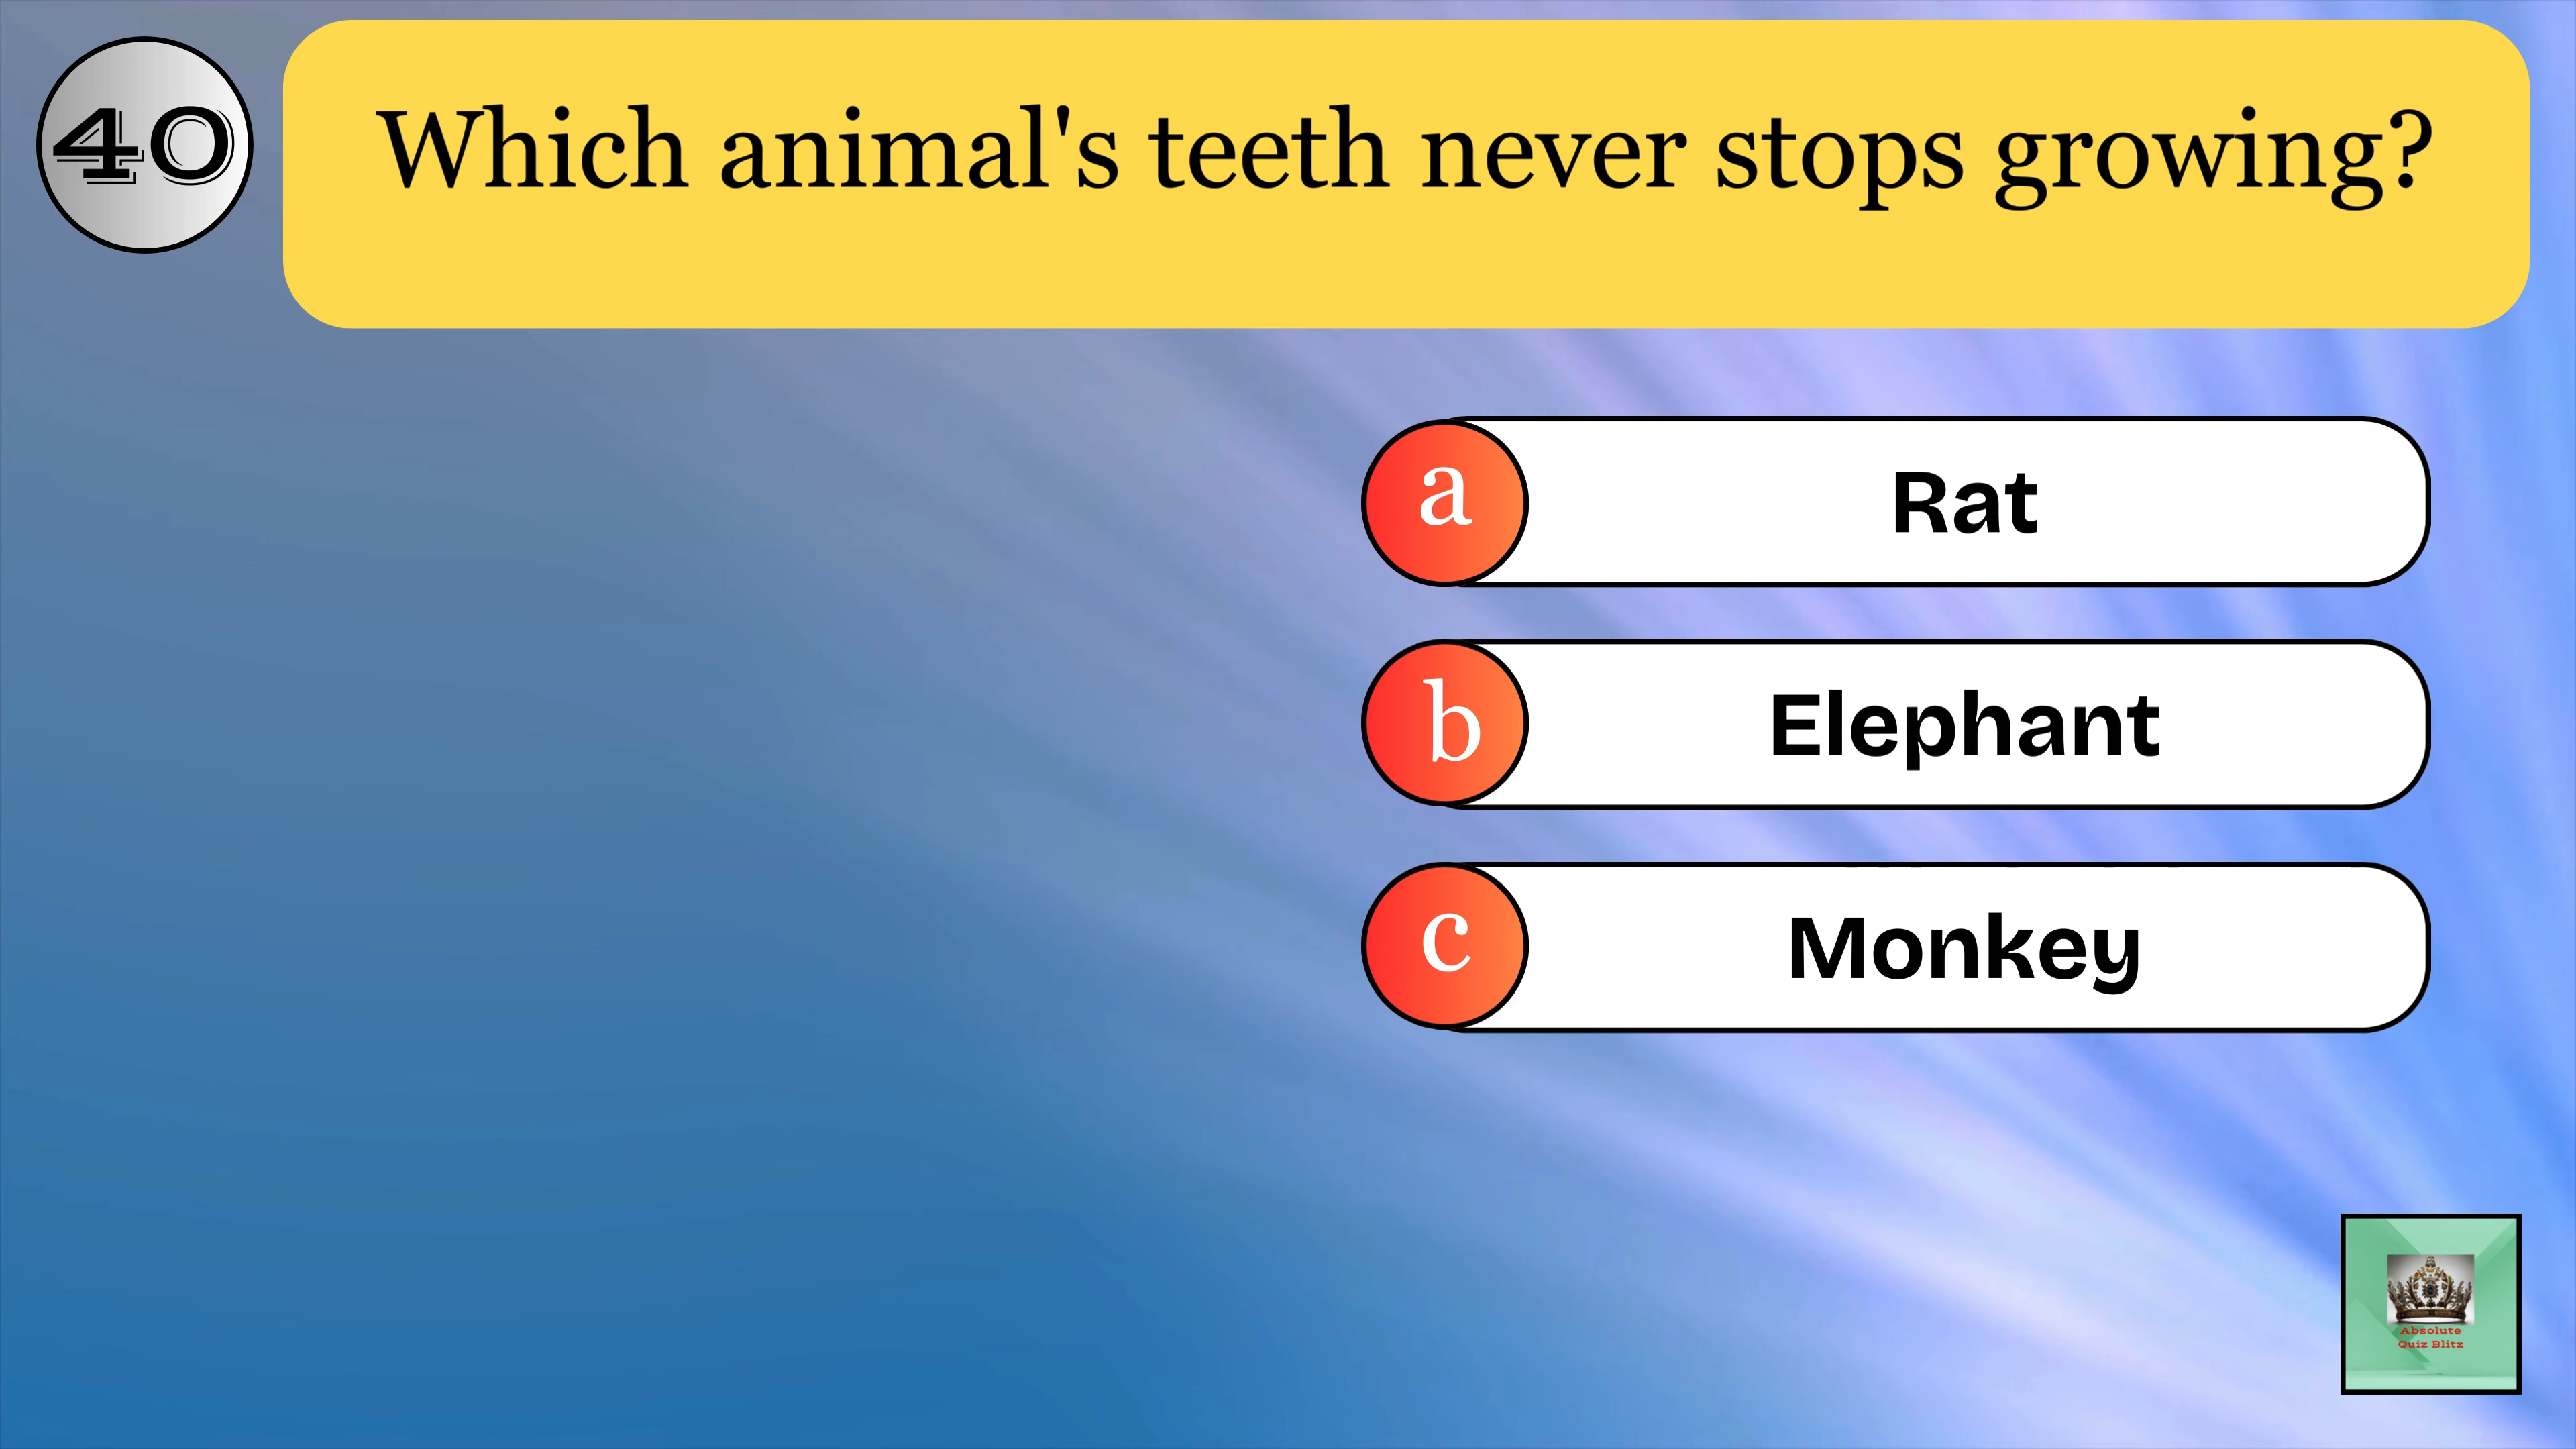 40
Which animal's teeth never stops growing?
a
Rat
b
Elephant
c
Monkey
Absolute
Quiz Blitz